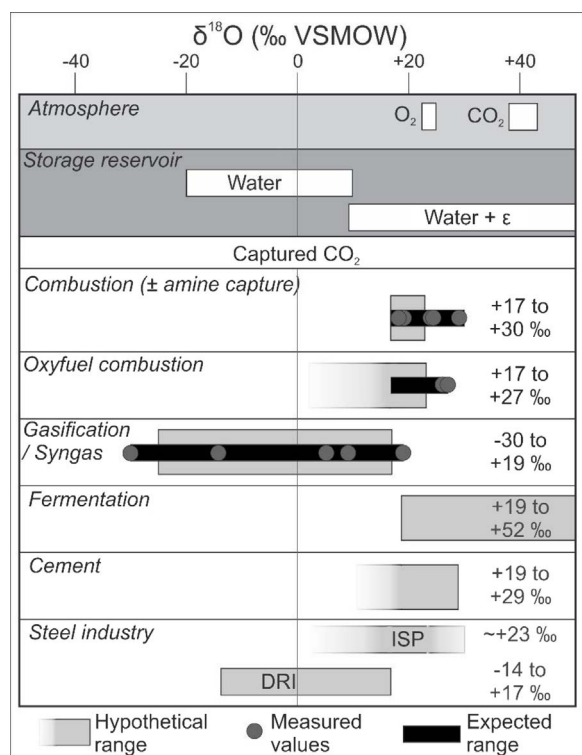 δ¹⁸O (‰ VSMOW)
-40 -20 0 +20 +40
Atmosphere O₂ CO₂
Storage reservoir
Water
Water + ε
Captured CO₂
Combustion (± amine capture)
+17 to
+30 ‰
Oxyfuel combustion
+17 to
+27 ‰
Gasification
/ Syngas
-30 to
+19 ‰
Fermentation
+19 to
+52 ‰
Cement
+19 to
+29 ‰
Steel industry
ISP ~+23 ‰
DRI
-14 to
+17 ‰
Hypothetical
range
Measured
values
Expected
range